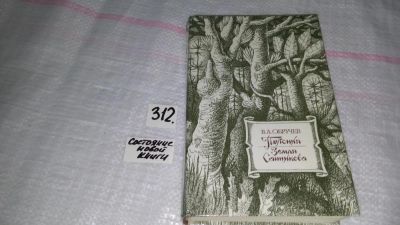 312.
Состояние
новой
книги
В.А.ОБРУЧЕВ
Плутония
Земля
Санникова